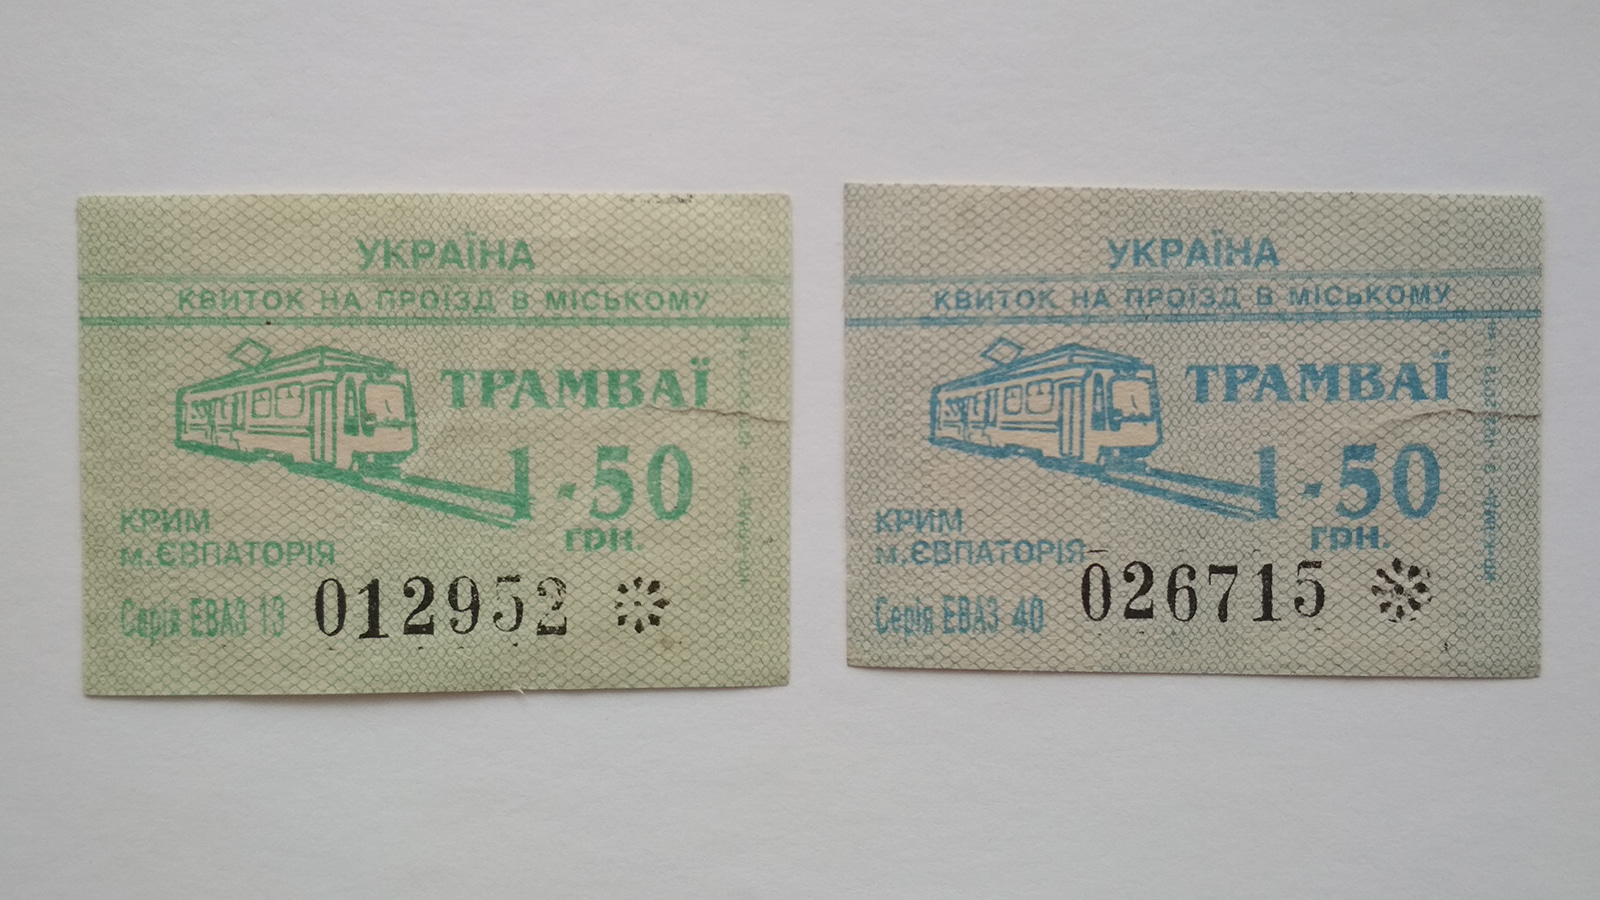 УКРАЇНА
КВИТОК НА ПРОЇЗД В МІСЬКОМУ
ТРАМВАЇ
1-50
грн.
КРИМ
м.ЄВПАТОРІЯ
Серія ЕВАЗ 13 012952
УКРАЇНА
КВИТОК НА ПРОЇЗД В МІСЬКОМУ
ТРАМВАЇ
1-50
грн.
КРИМ
м.ЄВПАТОРІЯ
Серія ЕВАЗ 40 026715